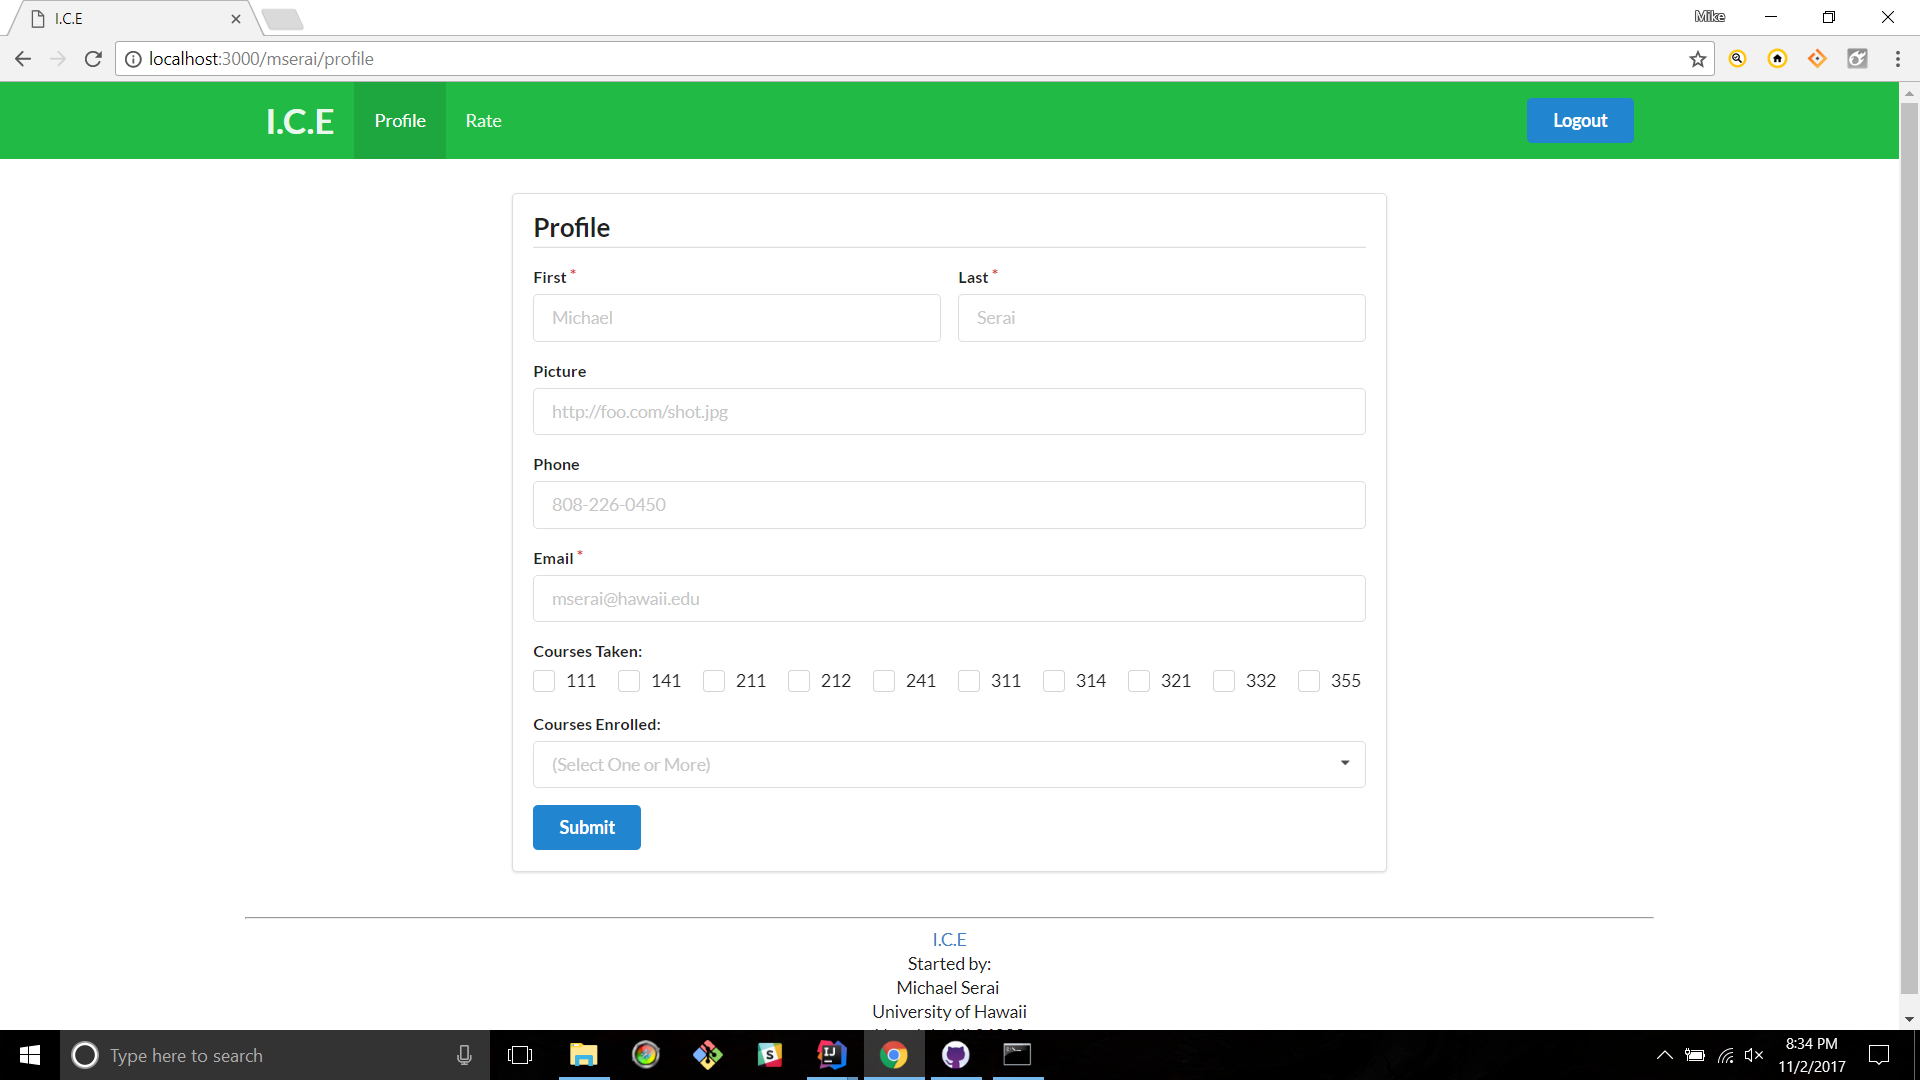 I.C.E
Mike
localhost:3000/mserai/profile
I.C.E
Profile
Rate
Logout
Profile
First *
Last *
Michael
Serai
Picture
http://foo.com/shot.jpg
Phone
808-226-0450
Email *
mserai@hawaii.edu
Courses Taken:
111 141 211 212 241 311 314 321 332 355
Courses Enrolled:
(Select One or More)
Submit
I.C.E
Started by:
Michael Serai
University of Hawaii
Type here to search
8:34 PM
11/2/2017